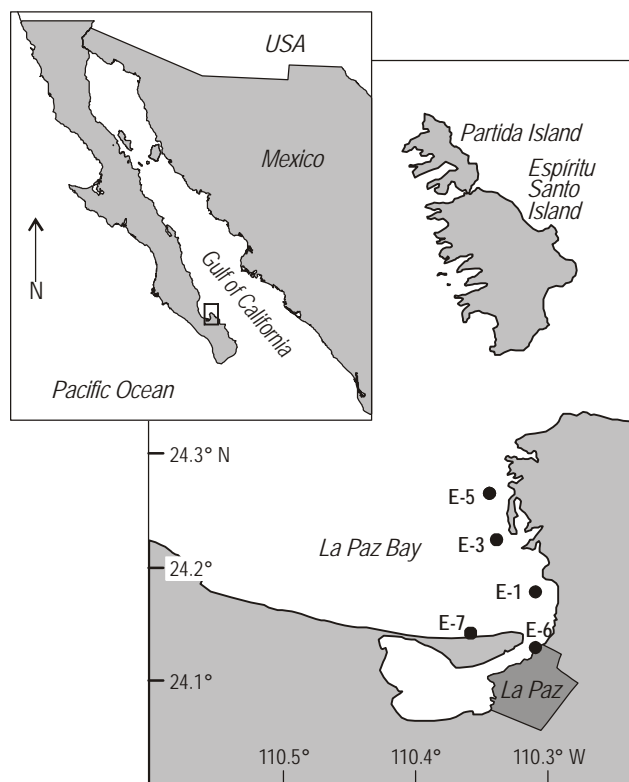 USA
Mexico
Gulf of California
N
Pacific Ocean
Partida Island
Espíritu
Santo
Island
24.3° N
E-5
E-3
La Paz Bay
24.2°
E-1
E-7
E-6
24.1°
La Paz
110.5°
110.4°
110.3° W